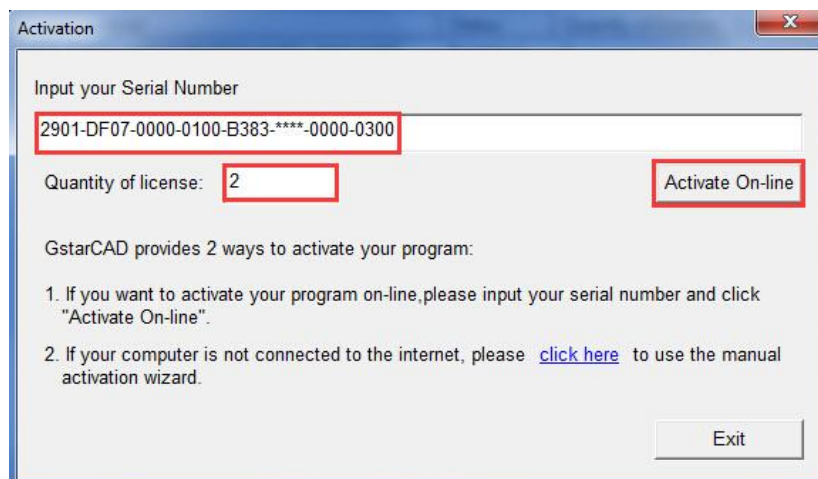 Activation
Input your Serial Number
2901-DF07-0000-0100-B383-****-0000-0300
Quantity of license: 2 Activate On-line
GstarCAD provides 2 ways to activate your program:
1. If you want to activate your program on-line,please input your serial number and click
"Activate On-line".
2. If your computer is not connected to the internet, please click here to use the manual
activation wizard.
Exit